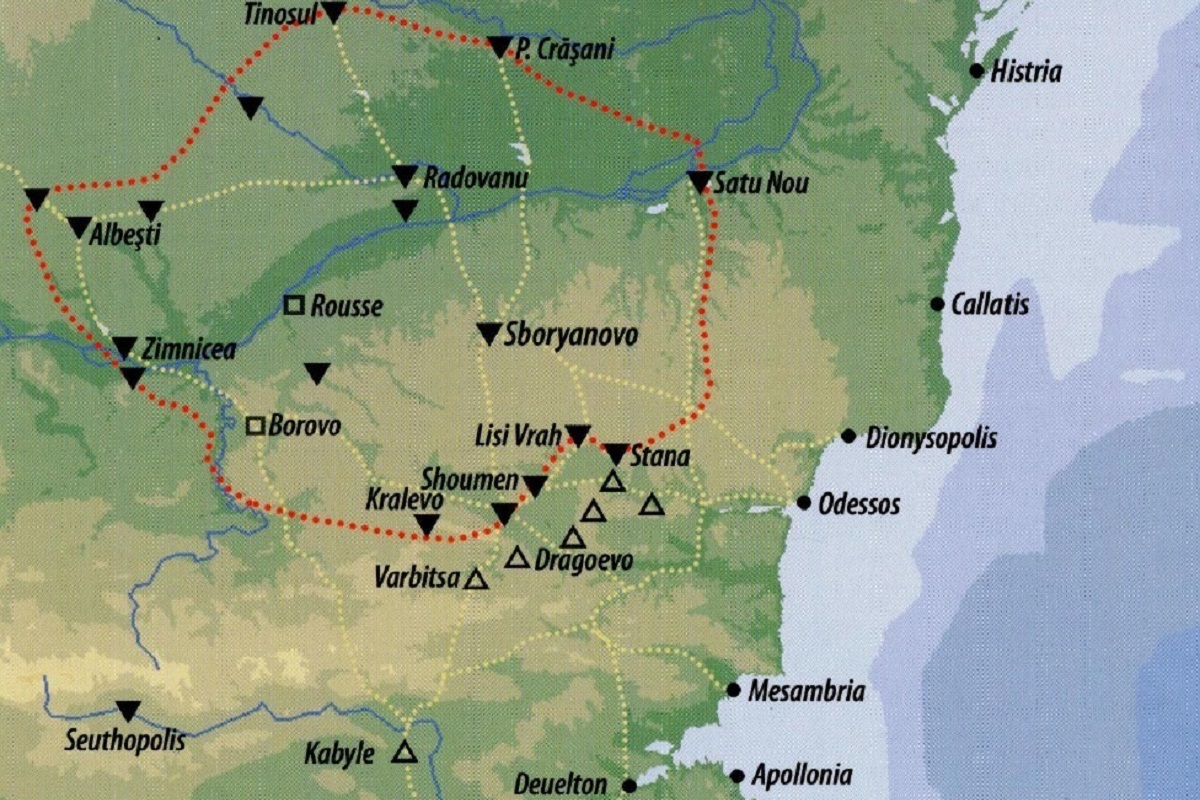 Tinosul
P. Crăşani
Histria
Radovanu
Satu Nou
Albeşti
Rousse
Callatis
Sboryanovo
Zimnicea
Borovo
Lisi Vrah
Dionysopolis
Stana
Shoumen
Kralevo
Odessos
Dragoevo
Varbitsa
Mesambria
Seuthopolis
Kabyle
Deuelton
Apollonia